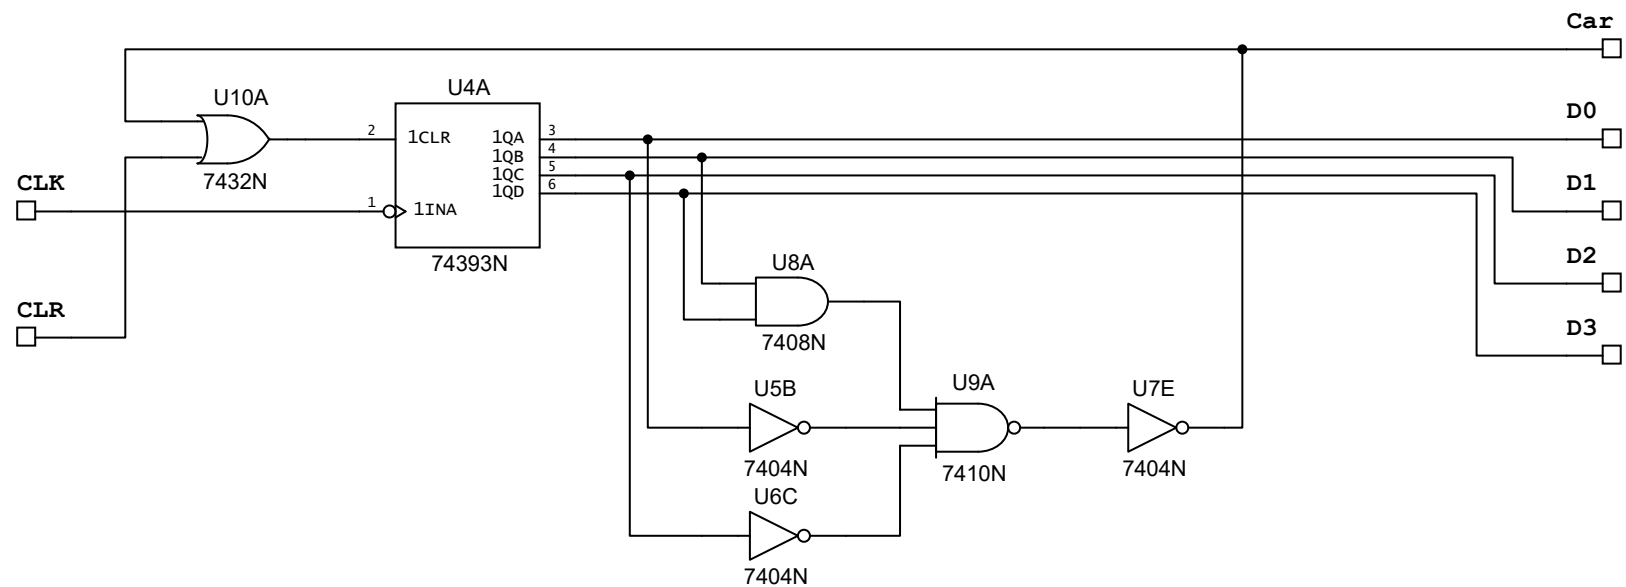 Car
U10A
U4A
D0
2
1CLR
1QA
3
1QB
4
1QC
5
1QD
6
7432N
CLK
D1
1
1INA
74393N
U8A
D2
CLR
D3
7408N
U5B
U9A
U7E
7404N
7410N
7404N
U6C
7404N